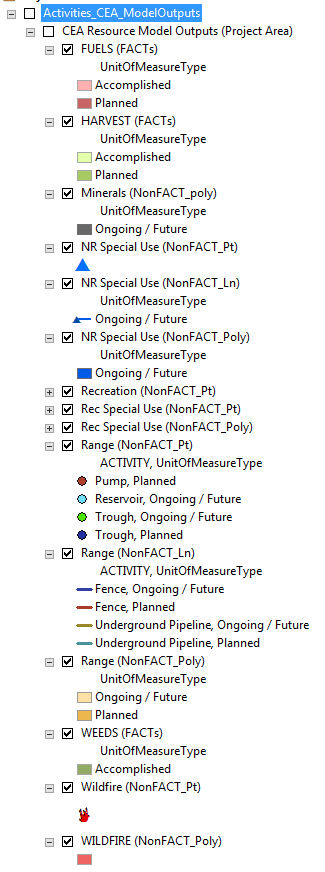 Activities_CEA_ModelOutputs
CEA Resource Model Outputs (Project Area)
FUELS (FACTs)
UnitOfMeasureType
Accomplished
Planned
HARVEST (FACTs)
UnitOfMeasureType
Accomplished
Planned
Minerals (NonFACT_poly)
UnitOfMeasureType
Ongoing / Future
NR Special Use (NonFACT_Pt)
NR Special Use (NonFACT_Ln)
UnitOfMeasureType
Ongoing / Future
NR Special Use (NonFACT_Poly)
UnitOfMeasureType
Ongoing / Future
Recreation (NonFACT_Pt)
Rec Special Use (NonFACT_Pt)
Rec Special Use (NonFACT_Poly)
Range (NonFACT_Pt)
ACTIVITY, UnitOfMeasureType
Pump, Planned
Reservoir, Ongoing / Future
Trough, Ongoing / Future
Trough, Planned
Range (NonFACT_Ln)
ACTIVITY, UnitOfMeasureType
Fence, Ongoing / Future
Fence, Planned
Underground Pipeline, Ongoing / Future
Underground Pipeline, Planned
Range (NonFACT_Poly)
UnitOfMeasureType
Ongoing / Future
Planned
WEEDS (FACTs)
UnitOfMeasureType
Accomplished
Wildfire (NonFACT_Pt)
WILDFIRE (NonFACT_Poly)